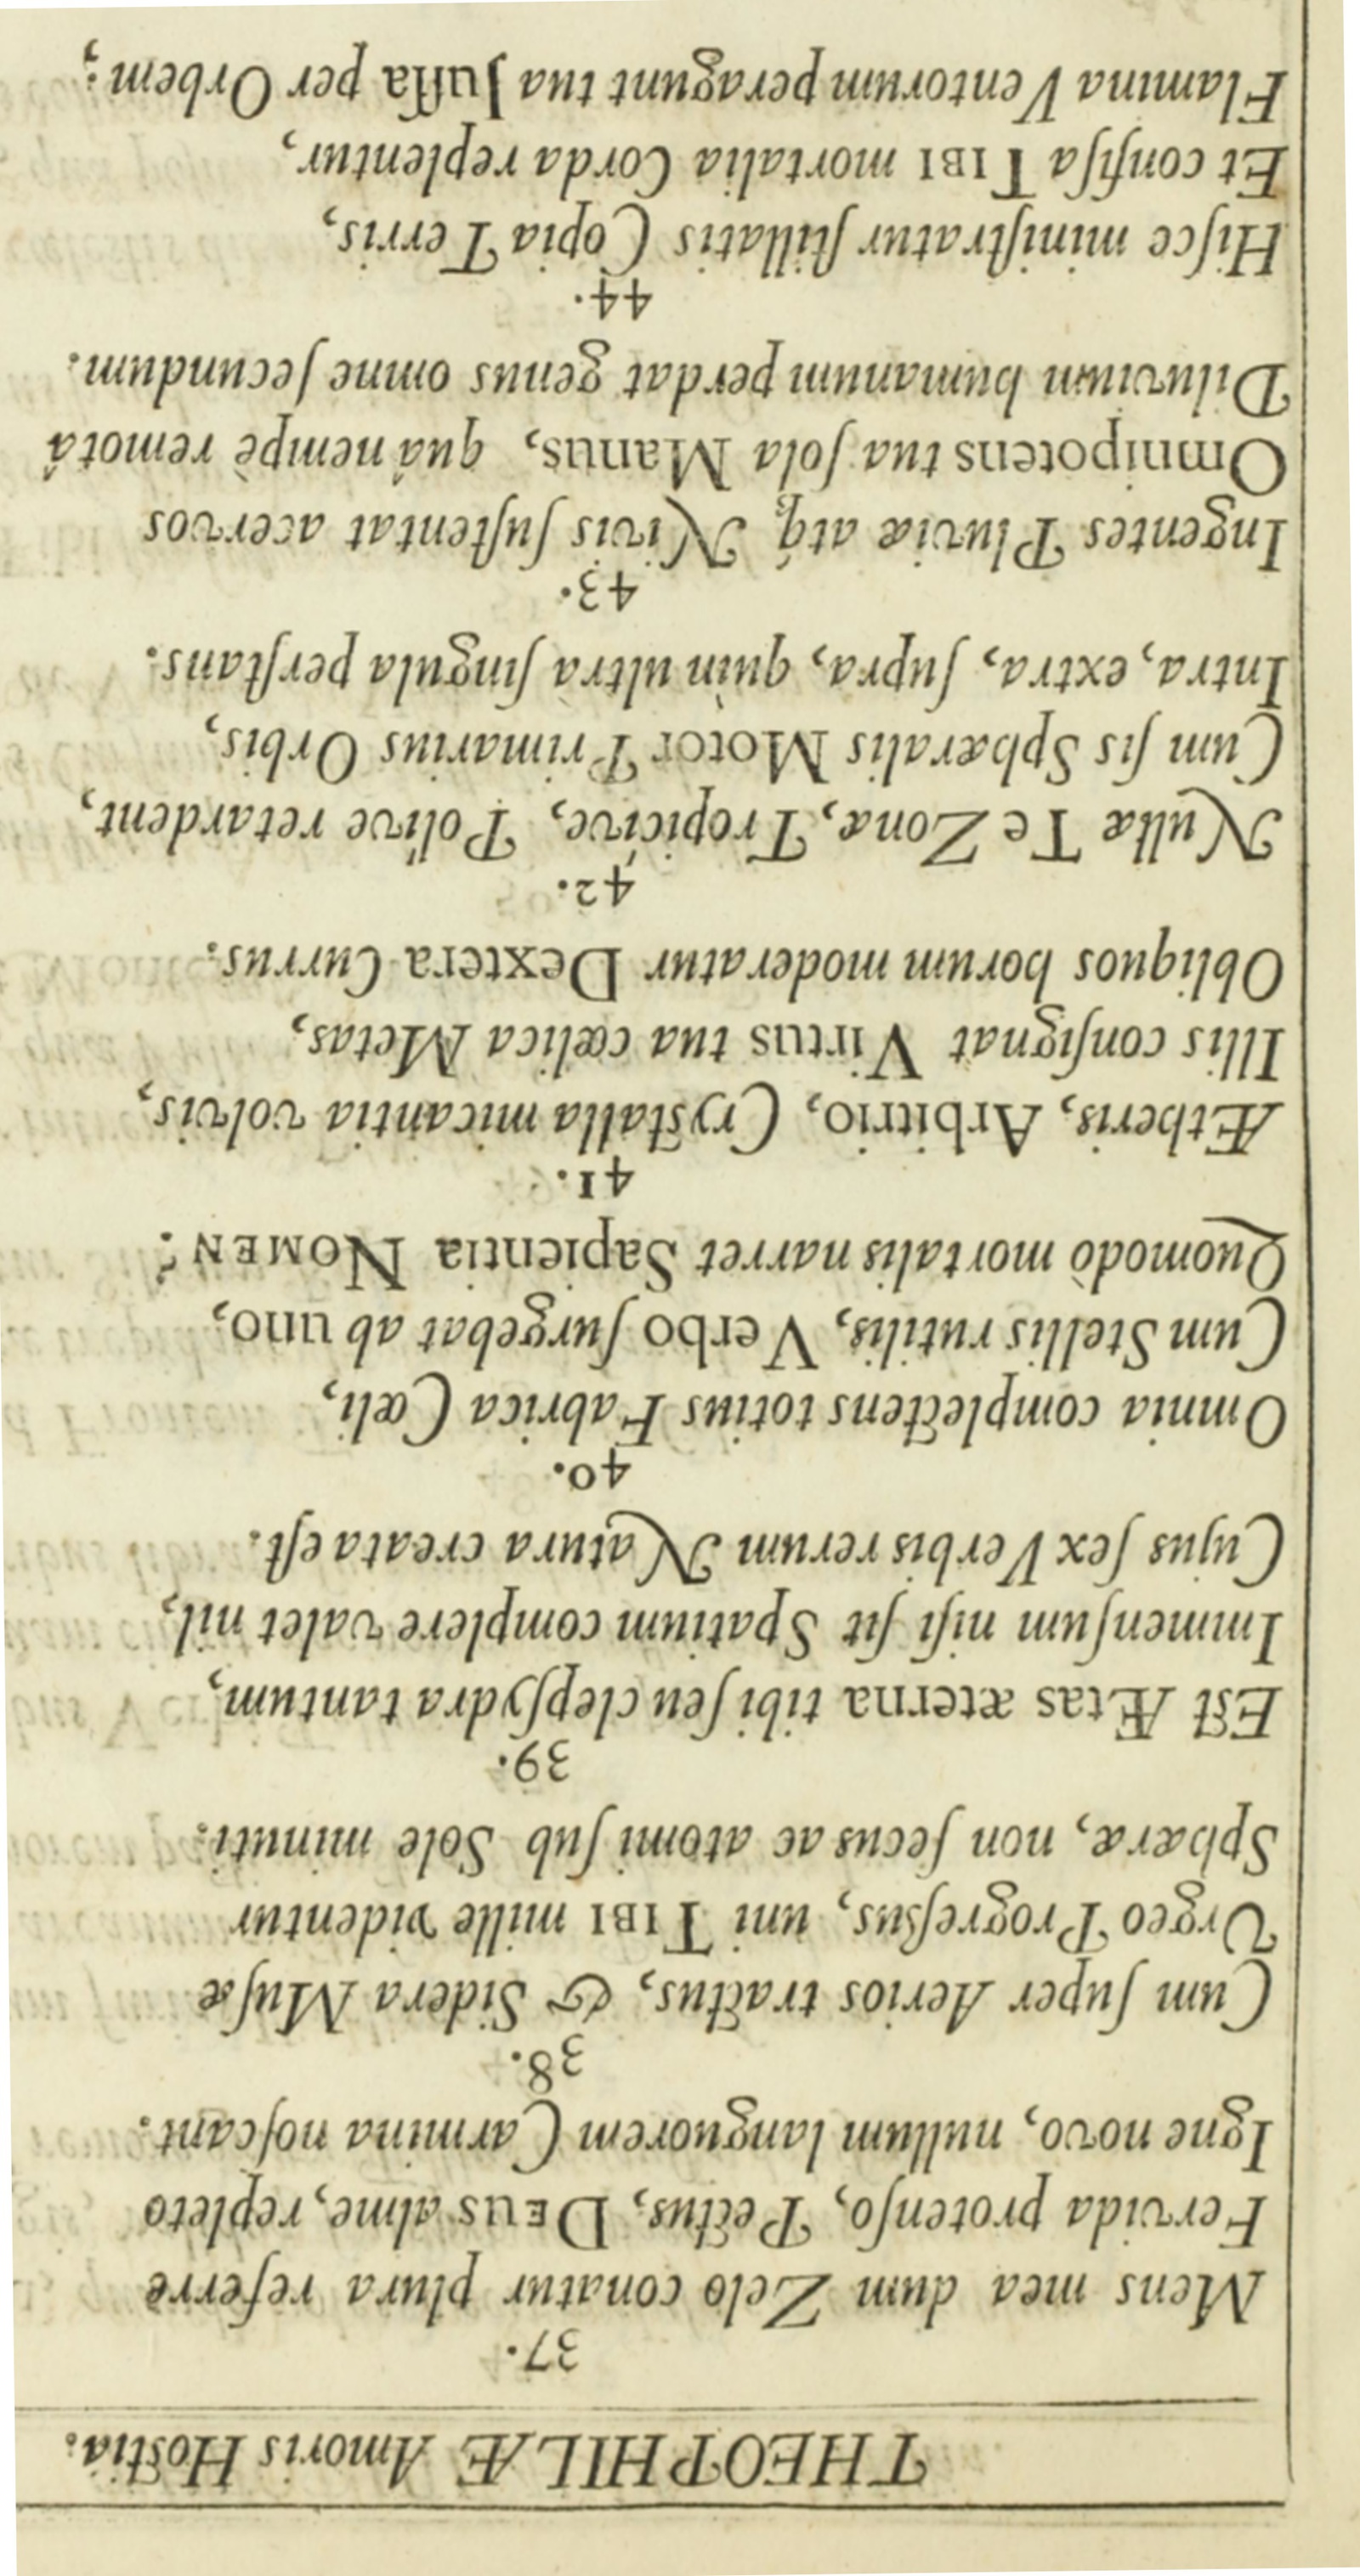 THEOPHILÆ Amoris Hostia.
37.
Mens mea dum Zelo conatur plura referre
Fervida protenſo, Pectus, DEUS alme, repleto
Igne novo, nullum languorem Carmina noſcant.
38.
Cum ſuper Aerios tractus, & Sidera Muſæ
Urgeo Progreſsus, uni TIBI mille videntur
Sphæræ, non ſecus ac atomi ſub Sole minuti.
39.
Est Ætas æterna tibi ſeu clepſydra tantum,
Immenſum niſi ſit Spatium complere valet nil,
Cujus ſex Verbis rerum Natura creata eſt.
40.
Omnia complectens totius Fabrica Cœli,
Cum Stellis rutilis, Verbo ſurgebat ab uno,
Quomodò mortalis narret Sapientia NOMEN?
41.
Ætheris, Arbitrio, Cryſtalla micantia volvis,
Illis conſignat Virtus tua cœlica Metas,
Obliquos horum moderatur Dextera Currus.
42.
Nullæ Te Zonæ, Tropicive, Polive retardent,
Cum ſis Sphæralis Motor Primarius Orbis,
Intra, extra, ſupra, quin ultrà ſingula perſtans.
43.
Ingentes Pluviæ atq́; Nivis ſuſtentat acervos
Omnipotens tua ſola Manus, quâ nempè remotâ
Diluvium humanum perdat genus omne ſecundum.
44.
Hiſce miniſtratur ſtillatis Copia Terris,
Et confiſa TIBI mortalia Corda replentur,
Flamina Ventorum peragunt tua Juſſa per Orbem;